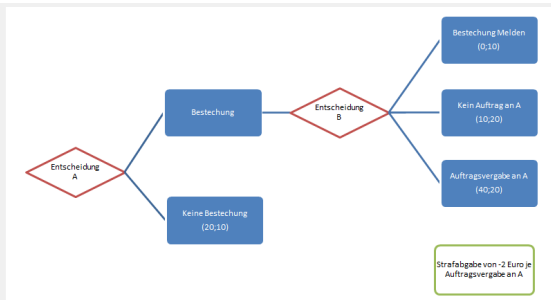 Bestechung Melden
(0;10)
Bestechung
Entscheidung
B
Kein Auftrag an A
(10;20)
Entscheidung
A
Auftragsvergabe an A
(40;20)
Keine Bestechung
(20;10)
Strafabgabe von -2 Euro je
Auftragsvergabe an A